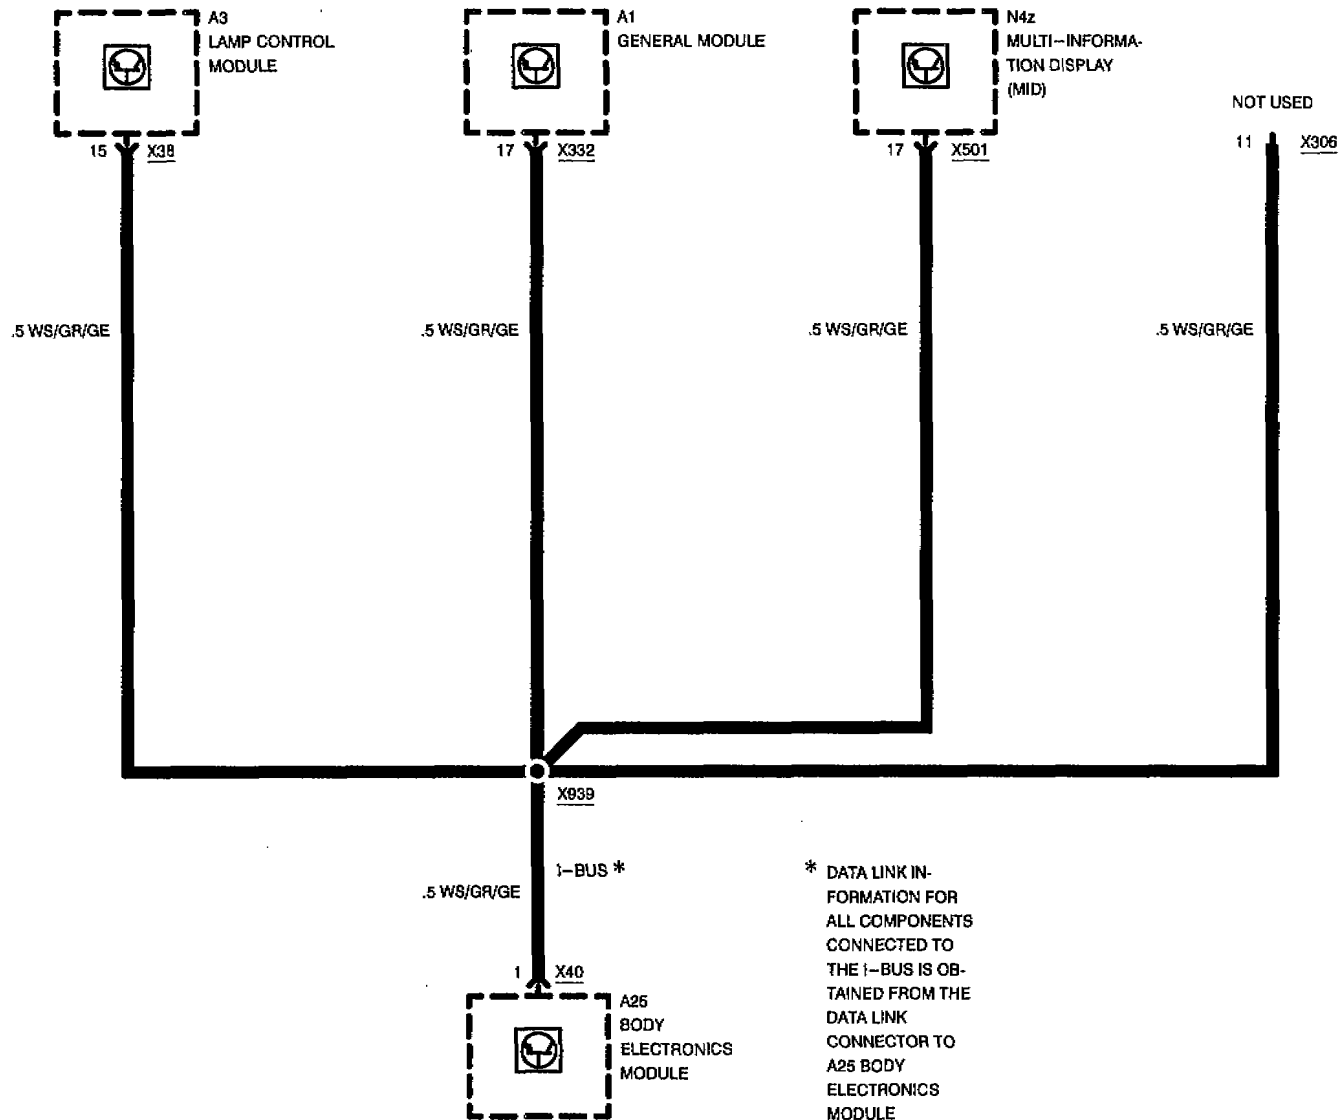 A3
LAMP CONTROL
MODULE
15 X38
A1
GENERAL MODULE
17 X332
N4z
MULTI-INFORMA-
TION DISPLAY
(MID)
17 X501
NOT USED
11 X306
.5 WS/GR/GE
.5 WS/GR/GE
.5 WS/GR/GE
.5 WS/GR/GE
X939
I-BUS *
.5 WS/GR/GE
1 X40
A25
BODY
ELECTRONICS
MODULE
* DATA LINK IN-
FORMATION FOR
ALL COMPONENTS
CONNECTED TO
THE I-BUS IS OB-
TAINED FROM THE
DATA LINK
CONNECTOR TO
A25 BODY
ELECTRONICS
MODULE